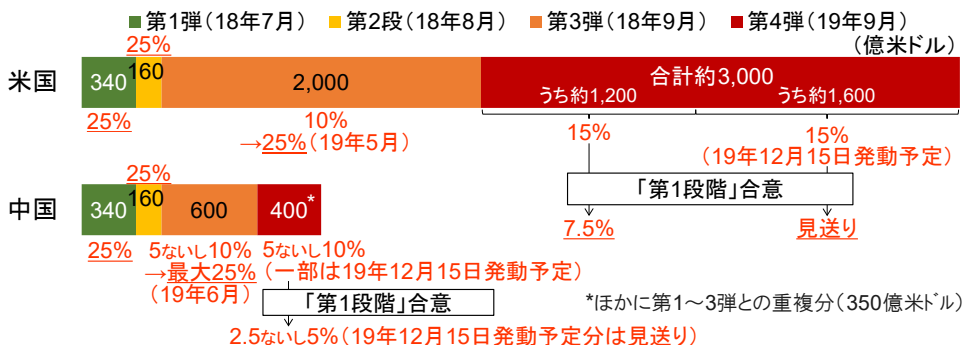 ■第1弾（18年7月） ■第2段（18年8月） ■第3弾（18年9月） ■第4弾（19年9月）
（億米ドル）
25%
米国 340 160 2,000 合計約3,000
うち約1,200 うち約1,600
25% 10% 15% 15%
→25%（19年5月） （19年12月15日発動予定）
「第1段階」合意
7.5% 見送り
25%
中国 340 160 600 400*
25% 5ないし10% 5ないし10%
→最大25% （一部は19年12月15日発動予定）
（19年6月）
「第1段階」合意
*ほかに第1～3弾との重複分（350億米ﾄﾞﾙ）
2.5ないし5%（19年12月15日発動予定分は見送り）